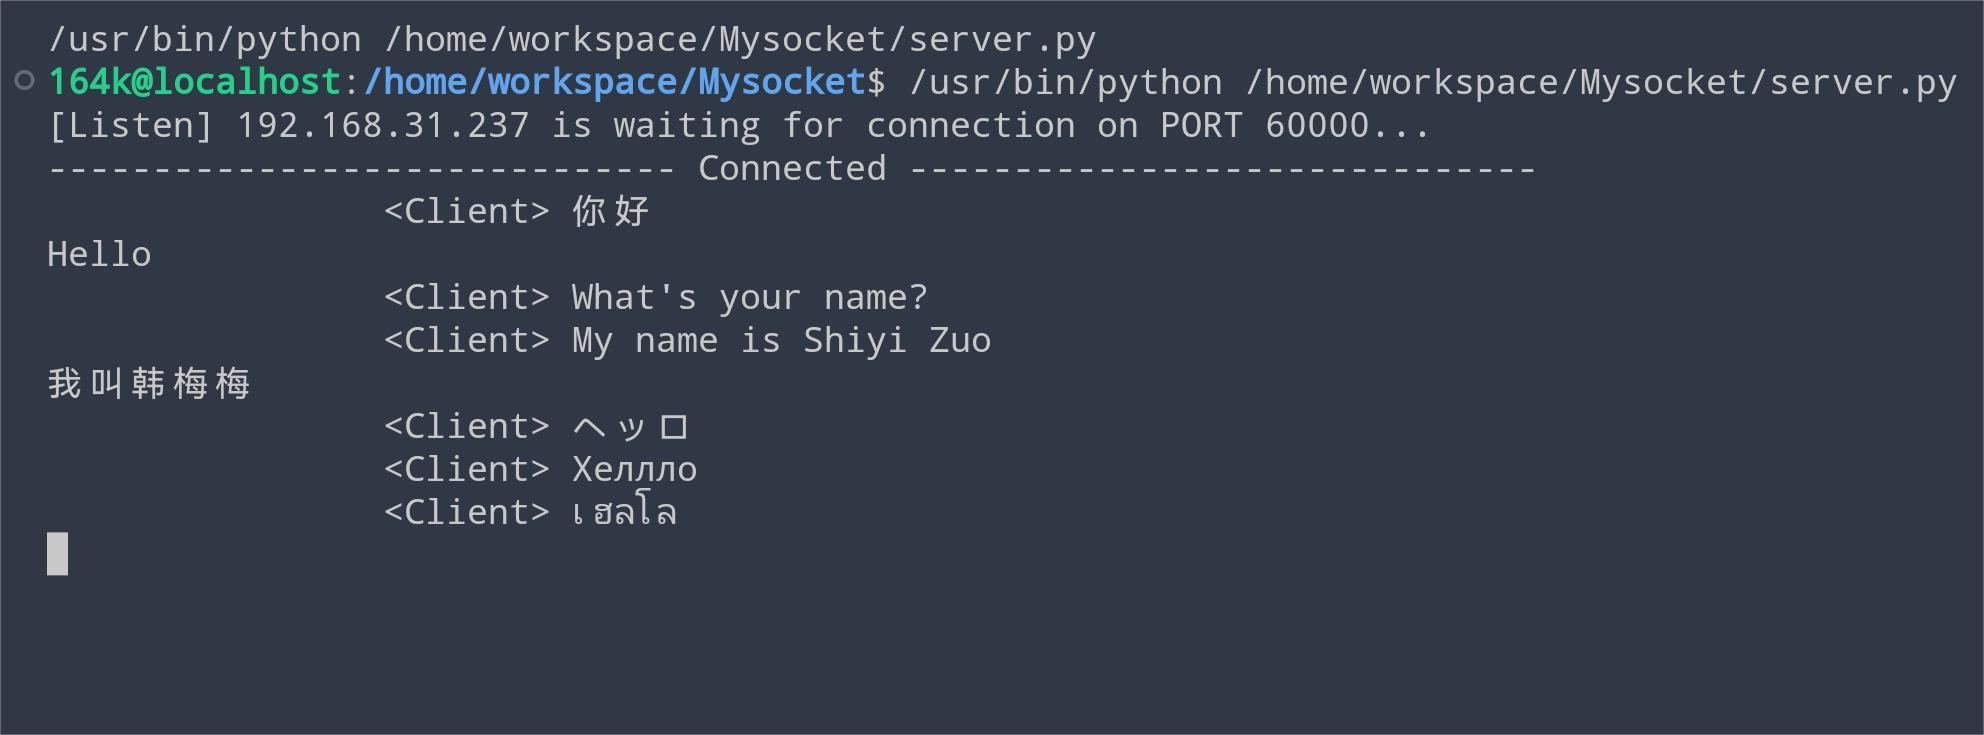 /usr/bin/python /home/workspace/Mysocket/server.py
164k@localhost:/home/workspace/Mysocket$ /usr/bin/python /home/workspace/Mysocket/server.py
[Listen] 192.168.31.237 is waiting for connection on PORT 60000...
------------------------------ Connected ------------------------------
<Client> 你好
Hello
<Client> What's your name?
<Client> My name is Shiyi Zuo
我叫韩梅梅
<Client> ヘッロ
<Client> Хеллло
<Client> เฮลโล